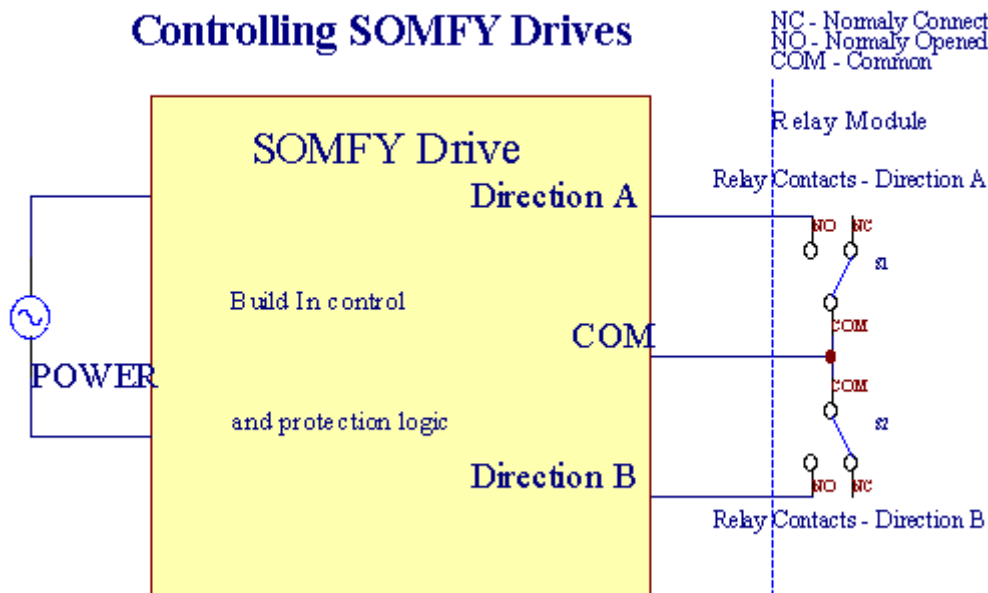 Controlling SOMFY Drives
NC - Normaly Connect
NO - Normaly Opened
COM - Common
Relay Module
SOMFY Drive
Relay Contacts - Direction A
Direction A
NO NC
S1
Build In control
COM
COM
POWER
COM
and protection logic
S2
Direction B
NO NC
Relay Contacts - Direction B